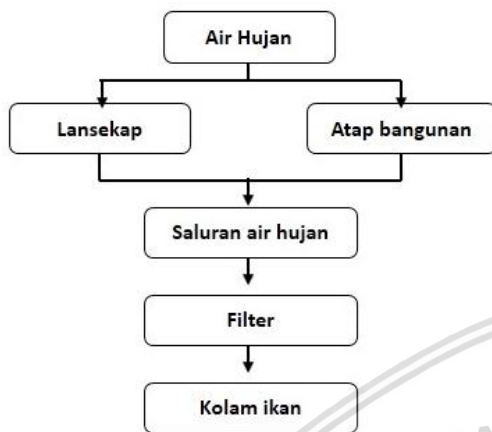 Air Hujan
Lansekap
Atap bangunan
Saluran air hujan
Filter
Kolam ikan